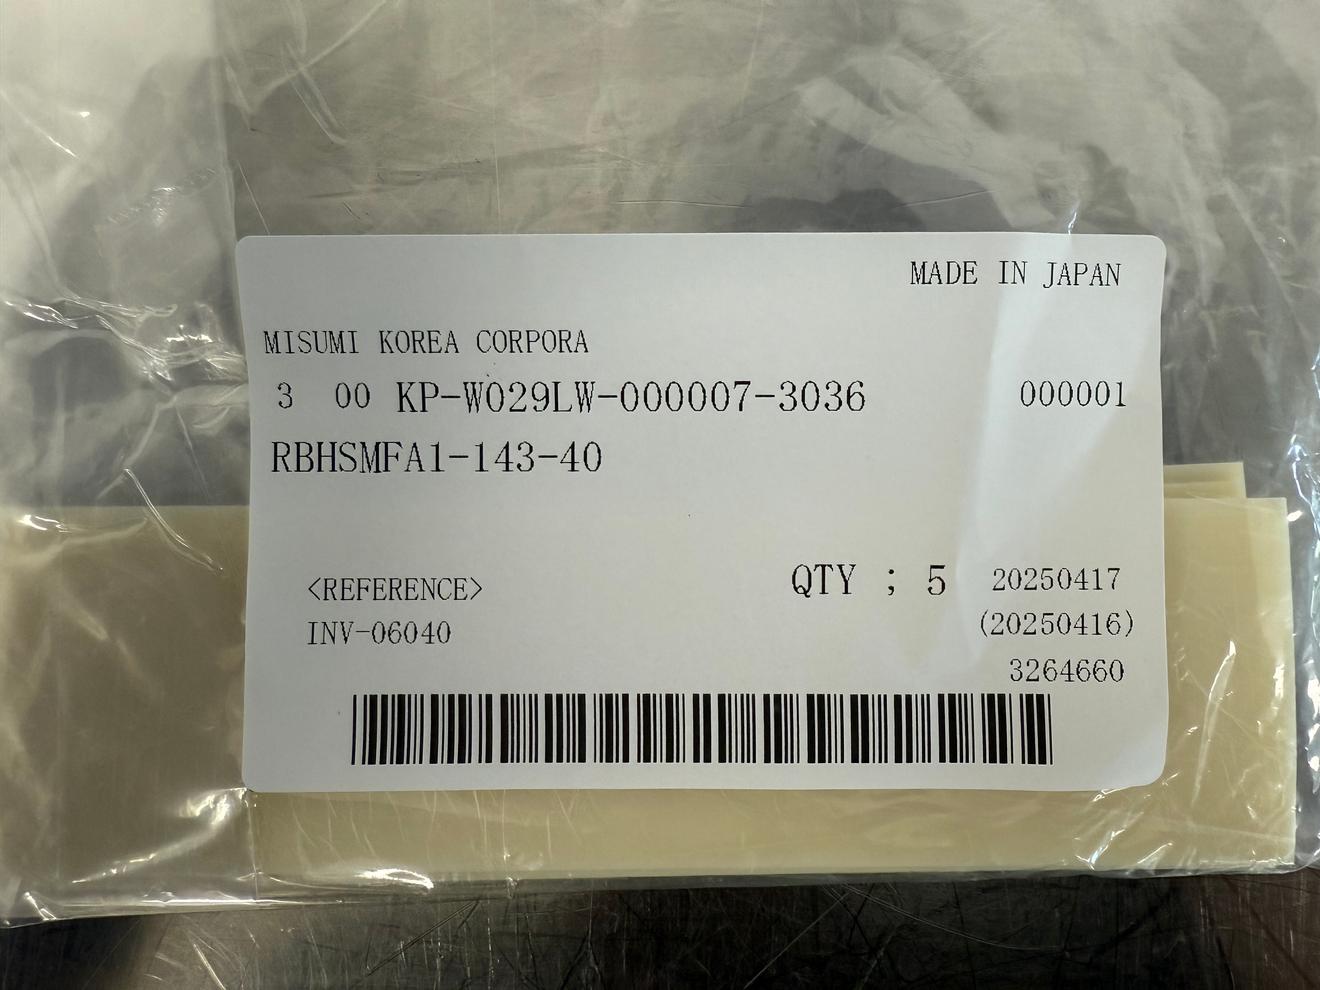 MADE IN JAPAN
MISUMI KOREA CORPORA
3 00 KP-W029LW-000007-3036 000001
RBHSMFA1-143-40
<REFERENCE> QTY ; 5 20250417
INV-06040 (20250416)
3264660